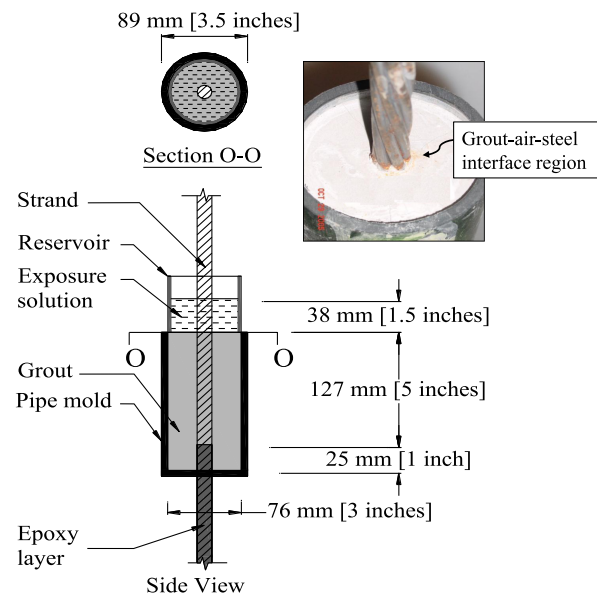 89 mm [3.5 inches]
Section O-O
Grout-air-steel
interface region
Strand
Reservoir
Exposure
solution
38 mm [1.5 inches]
O
O
Grout
Pipe mold
127 mm [5 inches]
25 mm [1 inch]
76 mm [3 inches]
Epoxy
layer
Side View